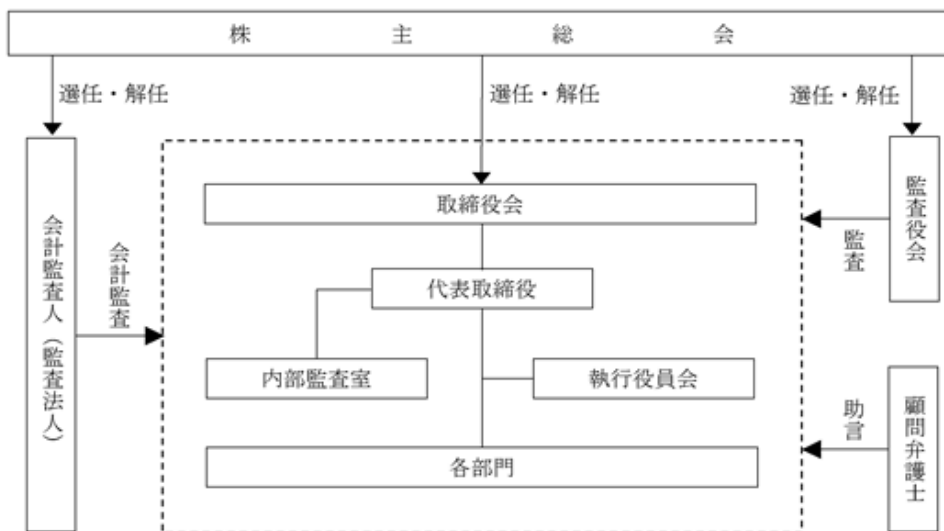 株主総会
選任・解任
選任・解任
選任・解任
会計監査人（監査法人）
会計監査
取締役会
代表取締役
内部監査室
執行役員会
各部門
監査役会
監査
顧問弁護士
助言